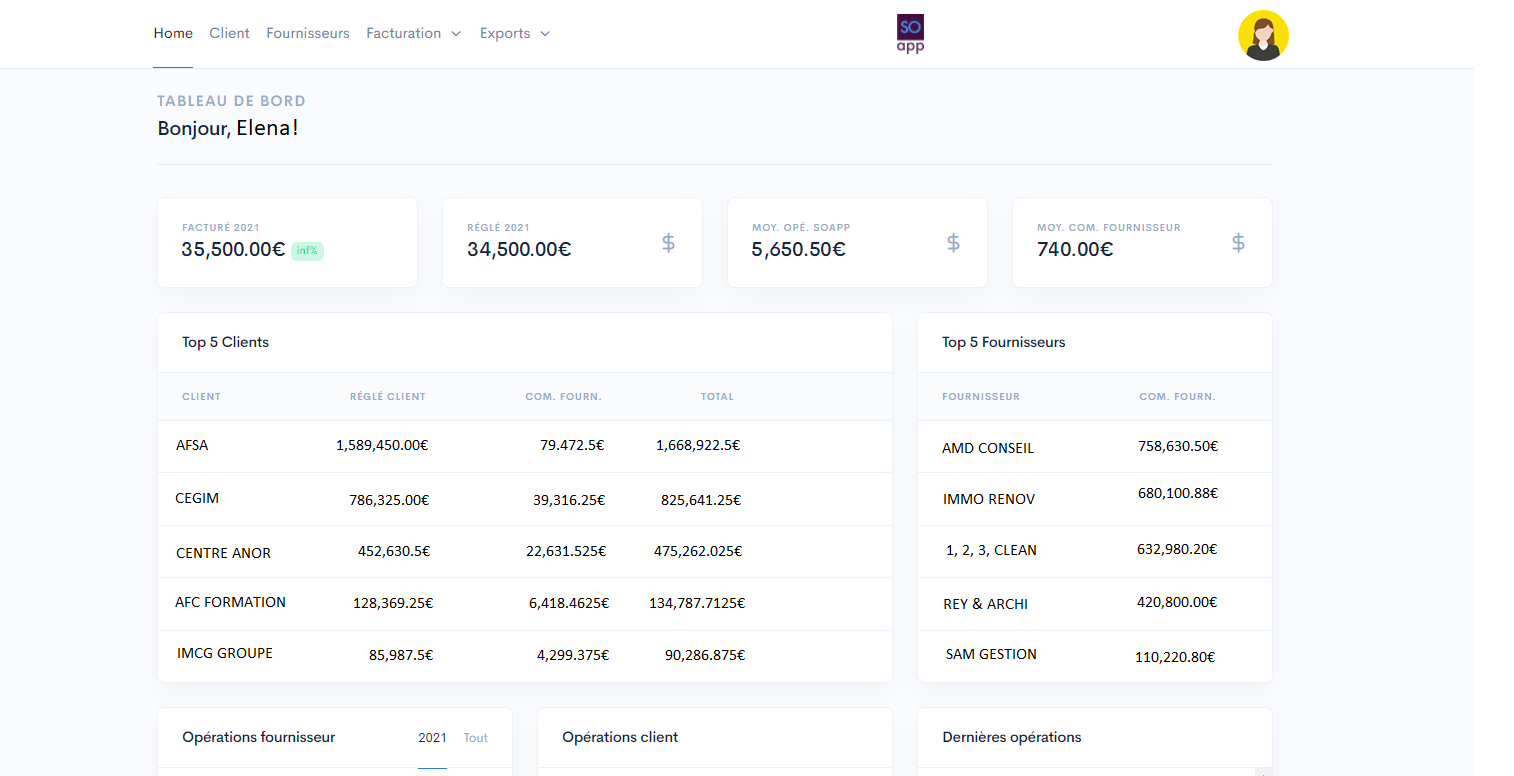 Home Client Fournisseurs Facturation Exports
SO
app
TABLEAU DE BORD
Bonjour, Elena!
FACTURÉ 2021 RÉGLÉ 2021 MOY. OPÉ. SOAPP MOY. COM. FOURNISSEUR
35,500.00€ inf% 34,500.00€ $ 5,650.50€ $ 740.00€ $
Top 5 Clients Top 5 Fournisseurs
CLIENT RÉGLÉ CLIENT COM. FOURN. TOTAL FOURNISSEUR COM. FOURN.
AFSA 1,589,450.00€ 79.472.5€ 1,668,922.5€ AMD CONSEIL 758,630.50€
CEGIM 786,325.00€ 39,316.25€ 825,641.25€ IMMO RENOV 680,100.88€
CENTRE ANOR 452,630.5€ 22,631.525€ 475,262.025€ 1, 2, 3, CLEAN 632,980.20€
AFC FORMATION 128,369.25€ 6,418.4625€ 134,787.7125€ REY & ARCHI 420,800.00€
IMCG GROUPE 85,987.5€ 4,299.375€ 90,286.875€ SAM GESTION 110,220.80€
Opérations fournisseur 2021 Tout Opérations client Dernières opérations